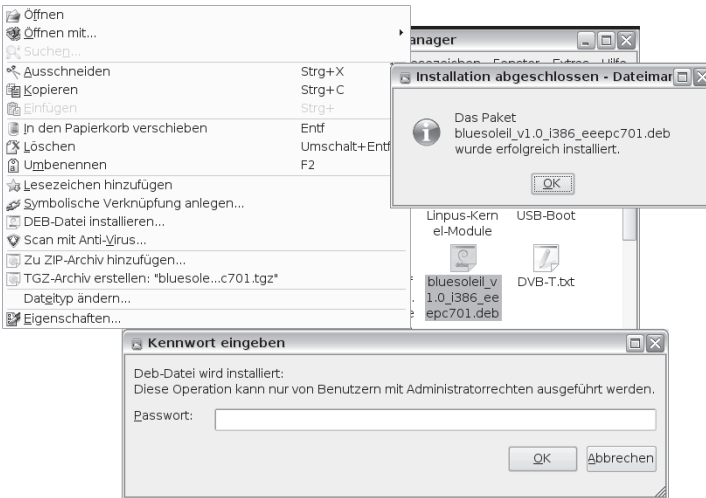 Öffnen
Öffnen mit...
Suchen...
Ausschneiden Strg+X
Kopieren Strg+C
Einfügen Strg+
In den Papierkorb verschieben Entf
Löschen Umschalt+Entf
Umbenennen F2
Lesezeichen hinzufügen
Symbolische Verknüpfung anlegen...
DEB-Datei installieren...
Scan mit Anti-Virus...
Zu ZIP-Archiv hinzufügen...
TGZ-Archiv erstellen: "bluesole...c701.tgz"
Dateityp ändern...
Eigenschaften...
anager
Installation abgeschlossen - Dateimar
Das Paket
bluesoleil_v1.0_i386_eeepc701.deb
wurde erfolgreich installiert.
OK
Linpus-Kern
el-Module
USB-Boot
bluesoleil_v
1.0_i386_ee
epc701.deb
DVB-T.txt
Kennwort eingeben
Deb-Datei wird installiert:
Diese Operation kann nur von Benutzern mit Administratorrechten ausgeführt werden.
Passwort:
OK Abbrechen